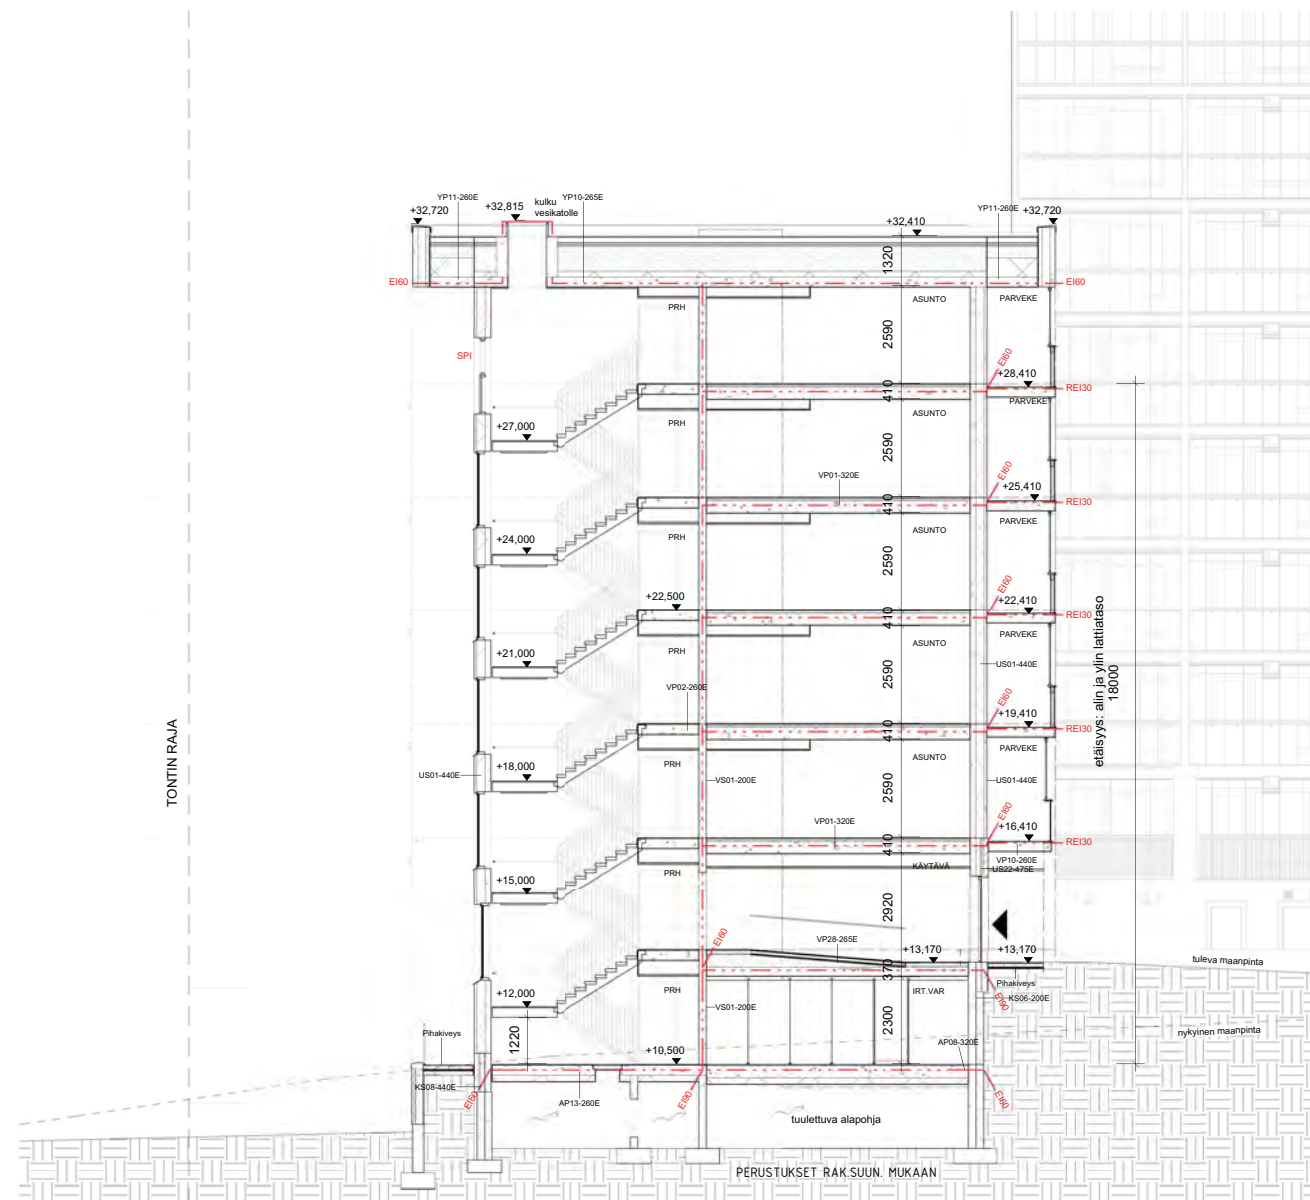 YP11-260E
+32,815
kulku
vesikatolle
YP10-265E
+32,720
+32,410
YP11-260E
+32,720
1320
EI60
EI60
PRH
ASUNTO
PARVEKE
2590
SPI
EI60
+28,410
410
REI30
PARVEKE
ASUNTO
PRH
+27,000
2590
EI60
VP01-320E
+25,410
410
REI30
PARVEKE
ASUNTO
PRH
+24,000
2590
EI60
+22,500
+22,410
410
REI30
PARVEKE
ASUNTO
PRH
+21,000
US01-440E
2590
VP02-260E
EI60
etäisyys: alin ja ylin lattiataso
18000
+19,410
410
REI30
PARVEKE
ASUNTO
PRH
+18,000
US01-440E
VS01-200E
US01-440E
2590
TONTIN RAJA
EI60
VP01-320E
+16,410
410
REI30
VP10-260E
KÄYTÄVÄ
US22-475E
PRH
+15,000
2920
EI60
VP28-265E
+13,170
+13,170
tuleva maanpinta
370
PRH
IRT.VAR
Pihakiveys
EI90
KS06-200E
+12,000
VS01-200E
2300
nykyinen maanpinta
Pihakiveys
1220
+10,500
AP08-320E
KS08-440E
EI60
AP13-260E
EI90
EI60
tuulettuva alapohja
PERUSTUKSET RAK.SUUN. MUKAAN